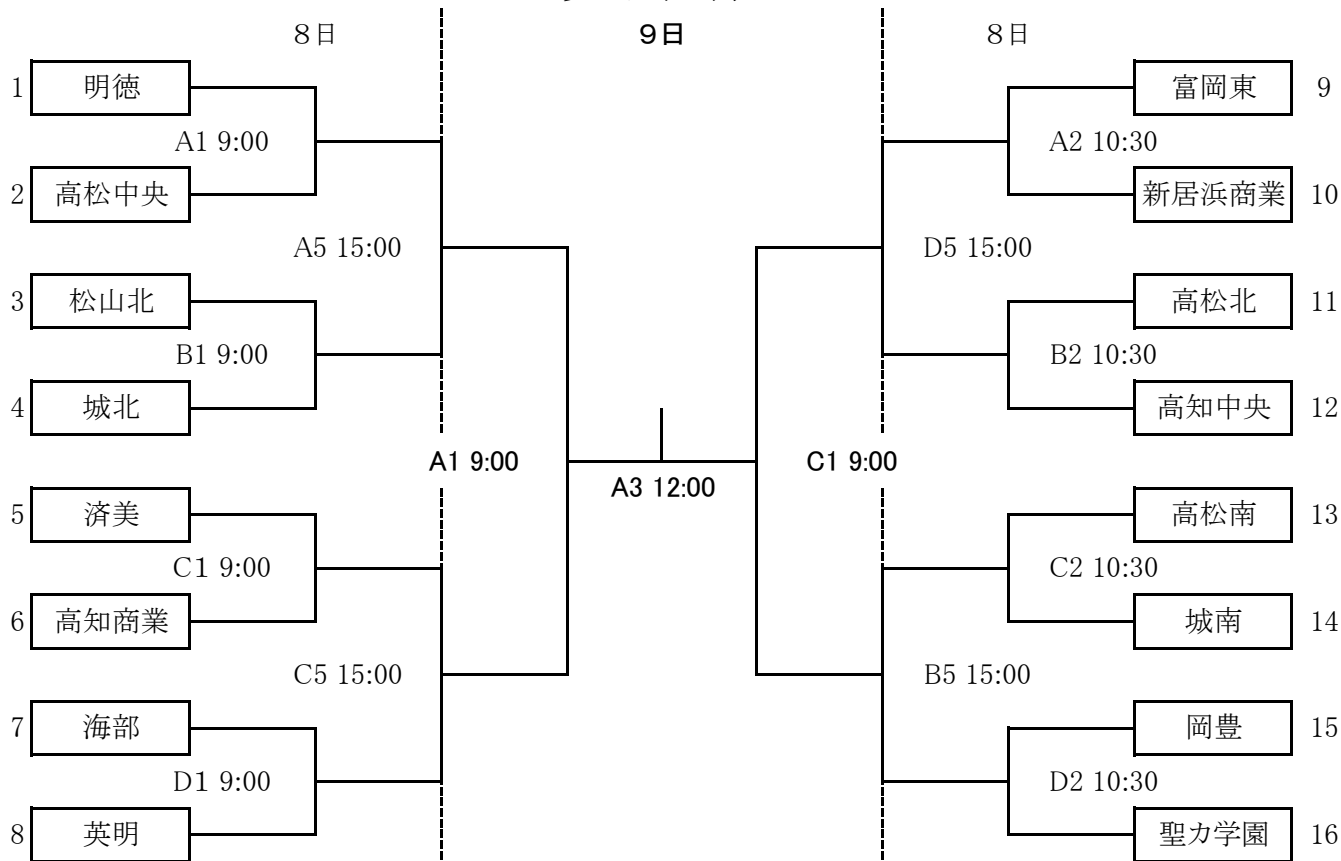 8日 9日 8日
1 明徳 富岡東 9
A1 9:00 A2 10:30
2 高松中央 新居浜商業 10
A5 15:00 D5 15:00
3 松山北 高松北 11
B1 9:00 B2 10:30
4 城北 高知中央 12
A1 9:00 C1 9:00
A3 12:00
5 済美 高松南 13
C1 9:00 C2 10:30
6 高知商業 城南 14
C5 15:00 B5 15:00
7 海部 岡豊 15
D1 9:00 D2 10:30
8 英明 聖カ学園 16